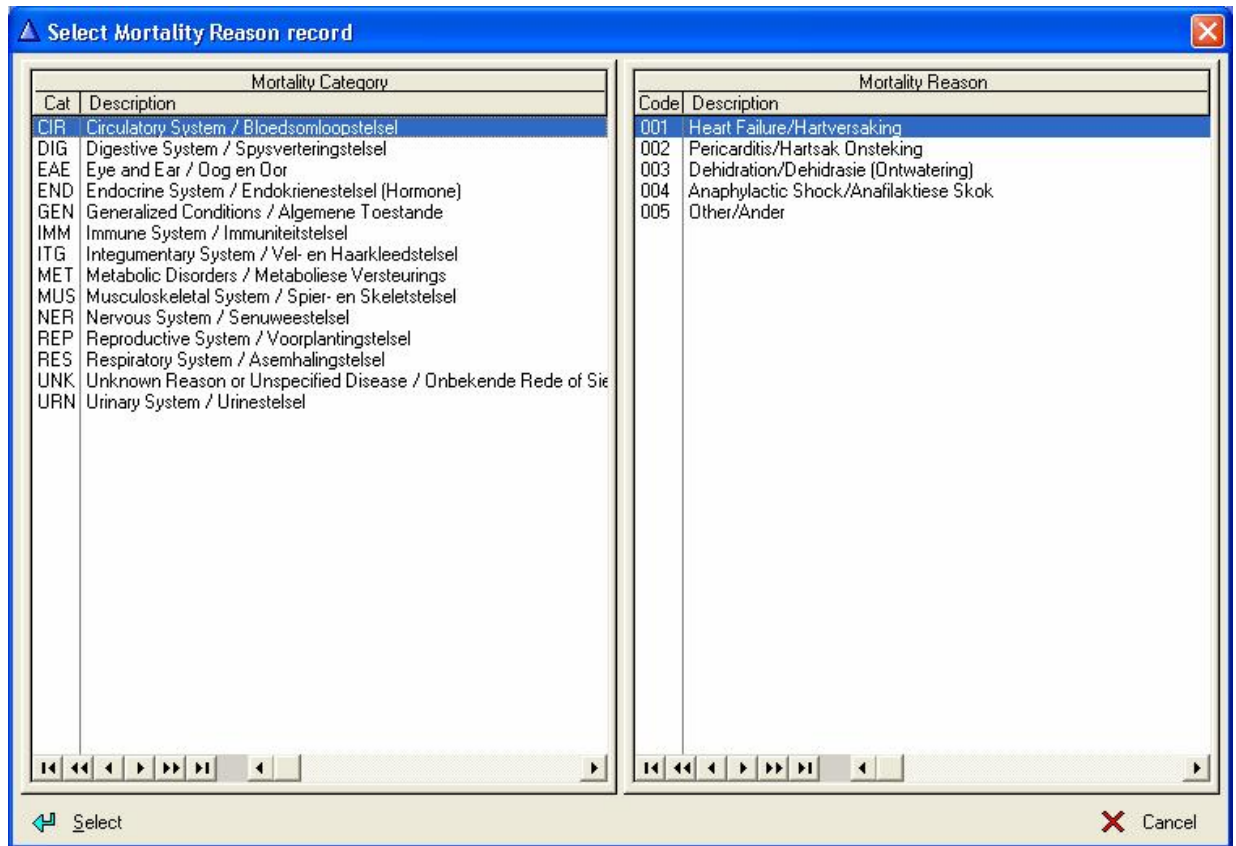 Select Mortality Reason record
Mortality Category
Cat Description
CIR Circulatory System / Bloedsomloopstelsel
DIG Digestive System / Spysverteringstelsel
EAE Eye and Ear / Oog en Oor
END Endocrine System / Endokrienestelsel (Hormone)
GEN Generalized Conditions / Algemene Toestande
IMM Immune System / Immuniteitstelsel
ITG Integumentary System / Vel- en Haarkleedstelsel
MET Metabolic Disorders / Metaboliese Versteurings
MUS Musculoskeletal System / Spier- en Skeletstelsel
NER Nervous System / Senuweestelsel
REP Reproductive System / Voorplantingstelsel
RES Respiratory System / Asemhalingstelsel
UNK Unknown Reason or Unspecified Disease / Onbekende Rede of Sie
URN Urinary System / Urinestelsel
Mortality Reason
Code Description
001 Heart Failure/Hartversaking
002 Pericarditis/Hartsak Onsteking
003 Dehidration/Dehidrasie (Ontwatering)
004 Anaphylactic Shock/Anafilaktiese Skok
005 Other/Ander
Select
Cancel